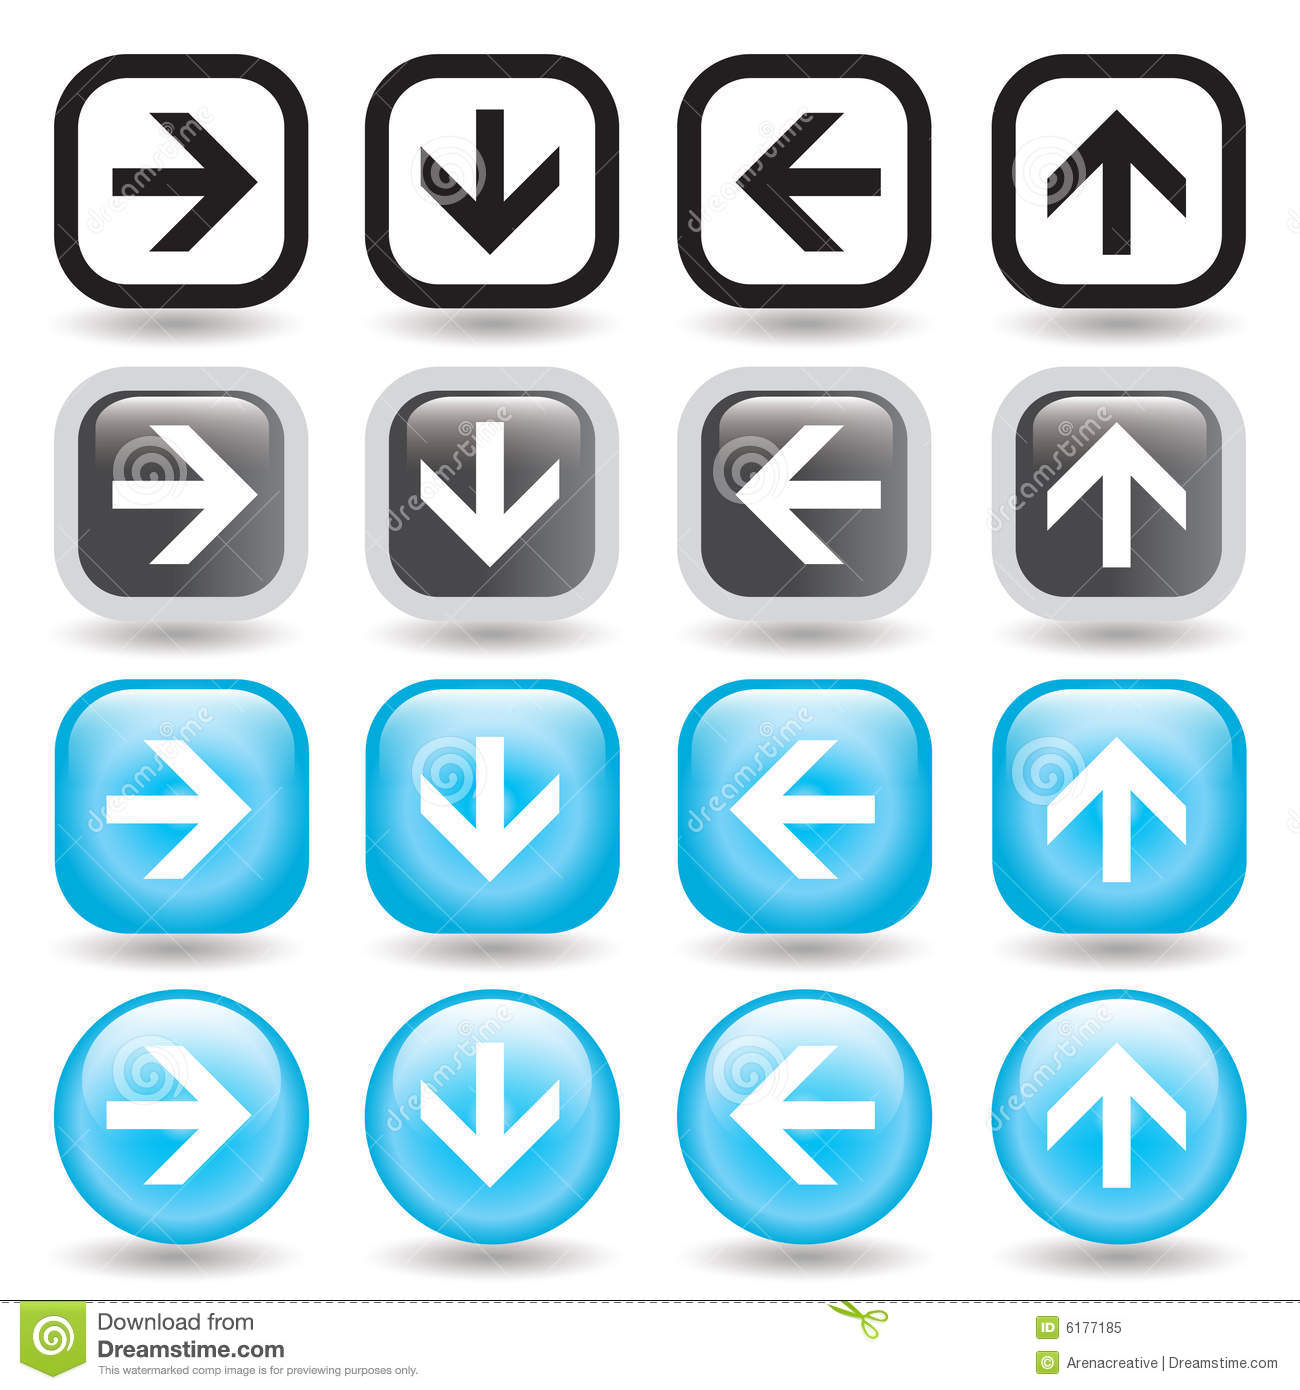 Download from
Dreamstime.com
This watermarked comp image is for previewing purposes only.
ID 6177185
© Arenacreative | Dreamstime.com